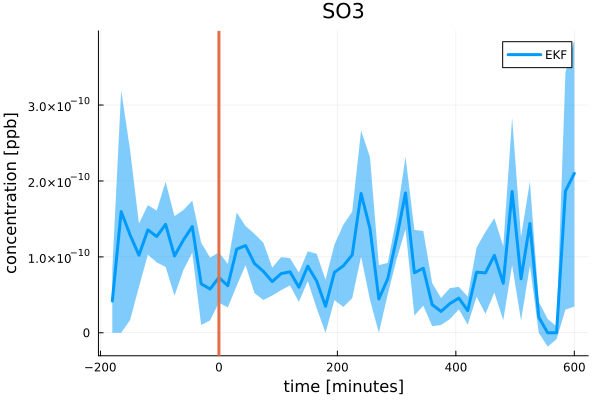 SO3
EKF
concentration [ppb]
3.0×10⁻¹⁰
2.0×10⁻¹⁰
1.0×10⁻¹⁰
0
−200 0 200 400 600
time [minutes]